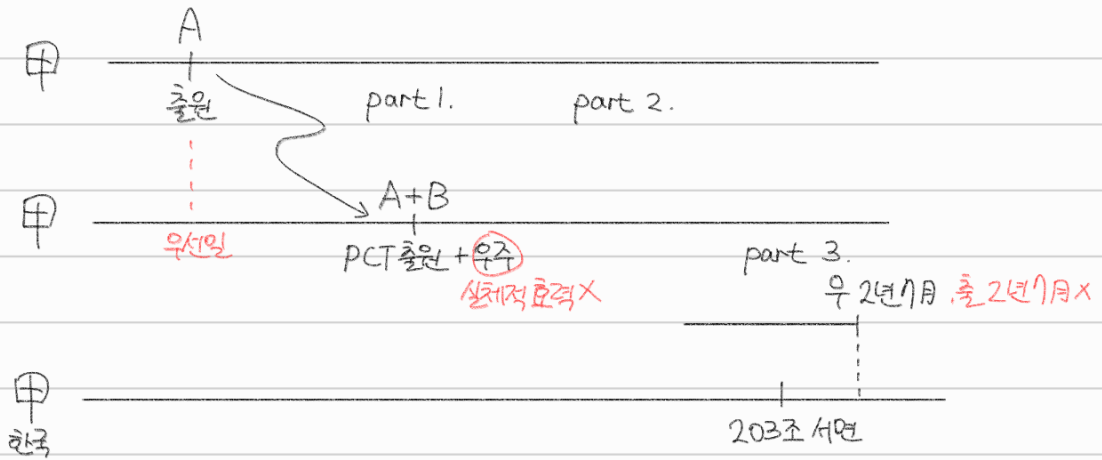 A
甲
출원 part 1. part 2.
A+B
甲
우선일 PCT출원 + 우주 part 3.
실체적효력X 우 2년7月, 출 2년7月X
甲
203조 서면
한국